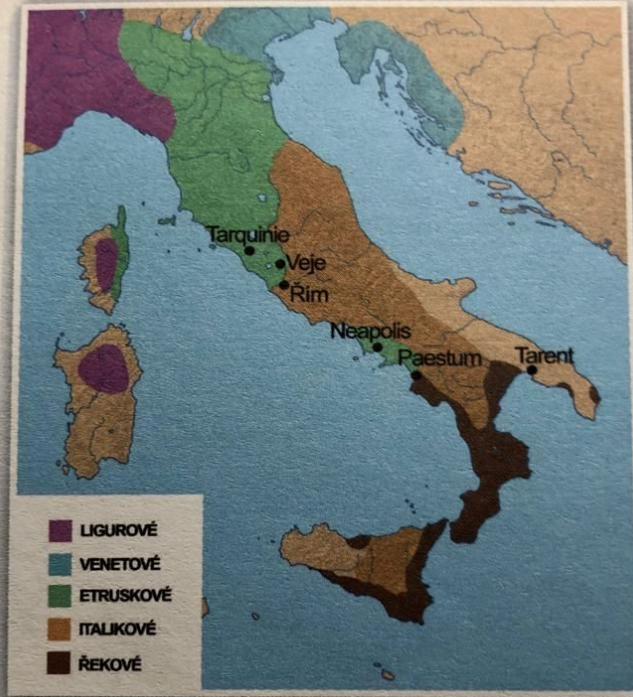 Tarquinie
Veje
Řím
Neapolis
Paestum
Tarent
LIGUROVÉ
VENETOVÉ
ETRUSKOVÉ
ITALIKOVÉ
ŘEKOVÉ